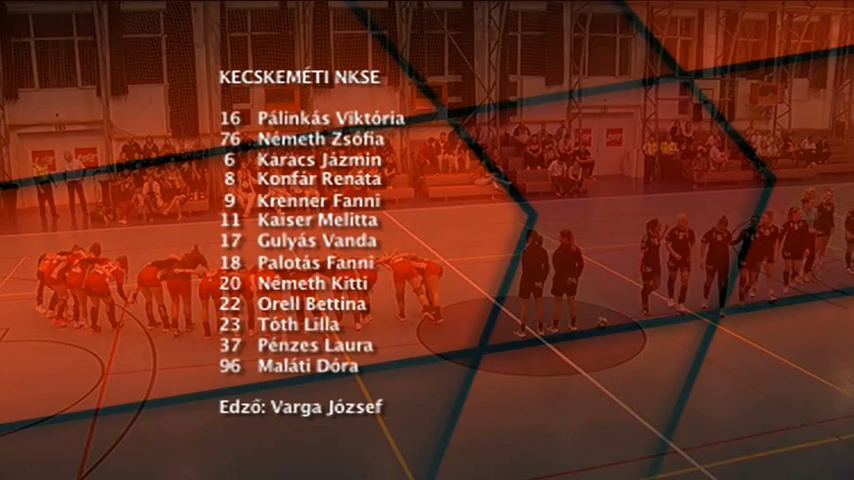 KECSKEMÉTI NKSE
16 Pálinkás Viktória
76 Németh Zsófia
6 Karacs Jázmin
8 Konfár Renáta
9 Krenner Fanni
11 Kaiser Melitta
17 Gulyás Vanda
18 Palotás Fanni
20 Németh Kitti
22 Orell Bettina
23 Tóth Lilla
37 Pénzes Laura
96 Maláti Dóra
Edző: Varga József